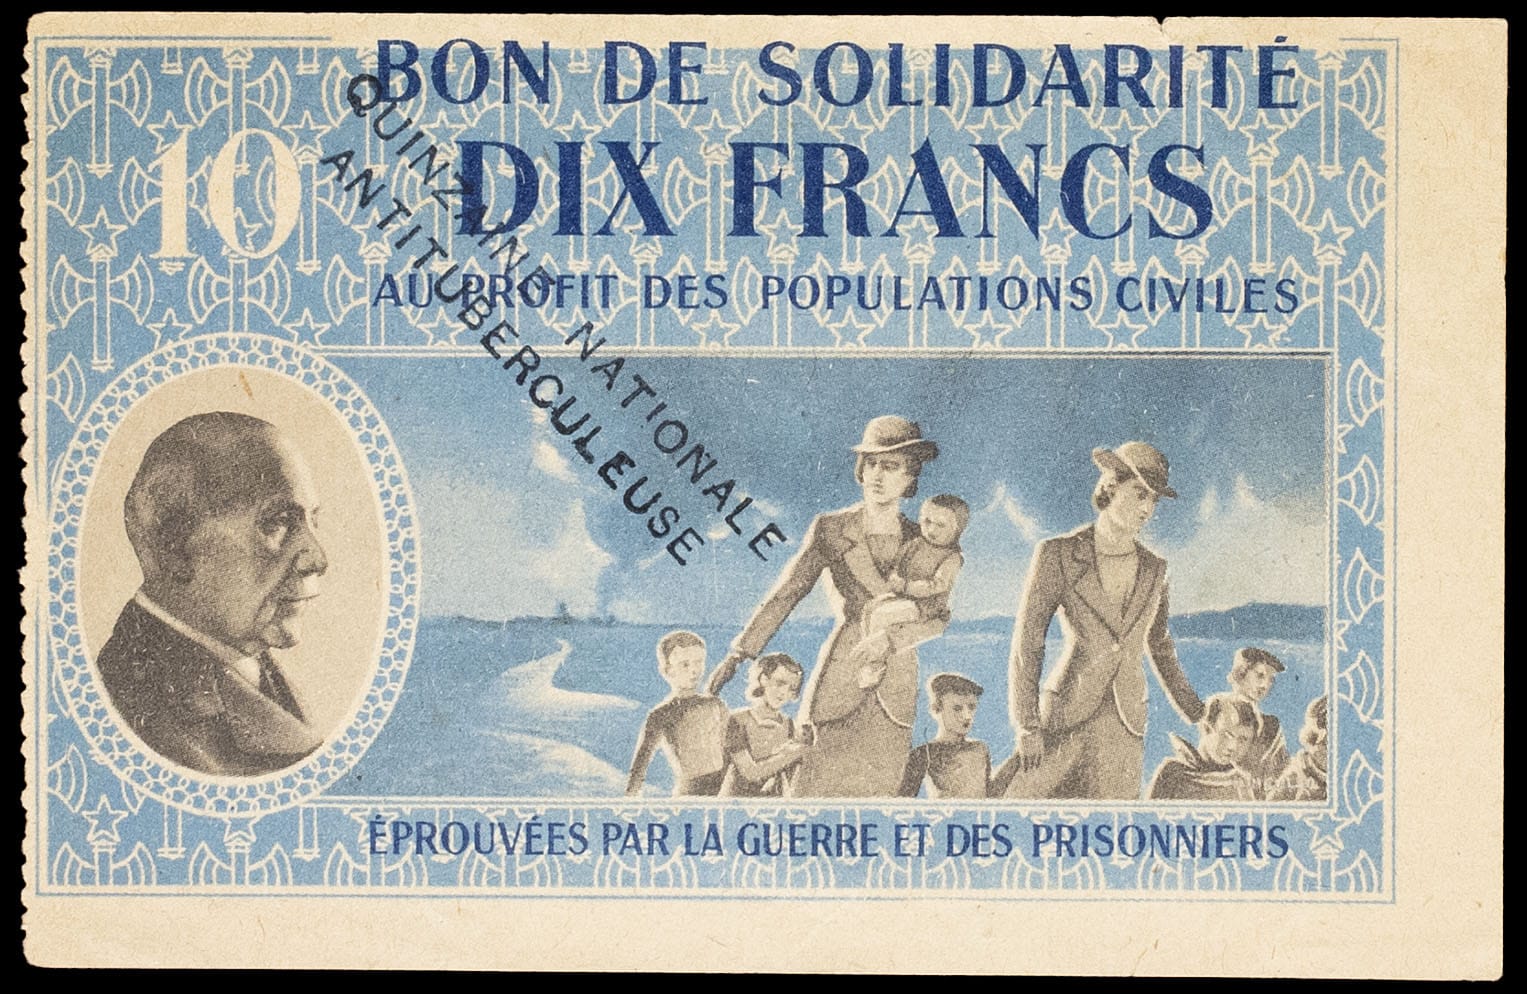 BON DE SOLIDARITÉ
10
DIX FRANCS
AU PROFIT DES POPULATIONS CIVILES
QUINZAINE NATIONALE
ANTITUBERCULEUSE
ÉPROUVÉES PAR LA GUERRE ET DES PRISONNIERS